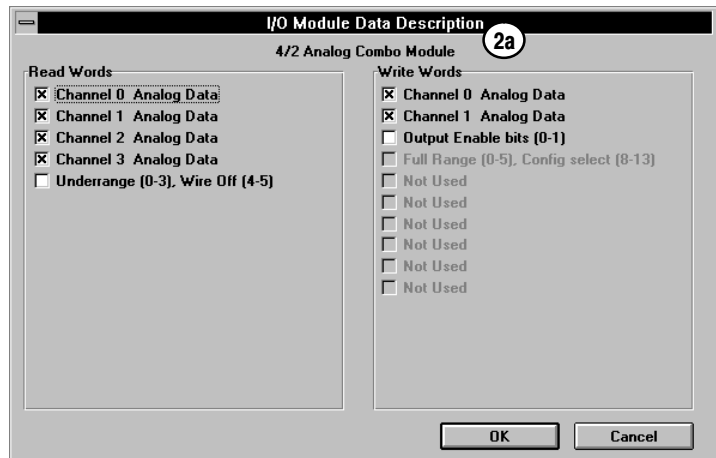 I/O Module Data Description
2a
4/2 Analog Combo Module
Read Words
Channel 0 Analog Data
Channel 1 Analog Data
Channel 2 Analog Data
Channel 3 Analog Data
Underrange (0-3), Wire Off (4-5)
Write Words
Channel 0 Analog Data
Channel 1 Analog Data
Output Enable bits (0-1)
Full Range (0-5), Config select (8-13)
Not Used
Not Used
Not Used
Not Used
Not Used
Not Used
OK
Cancel